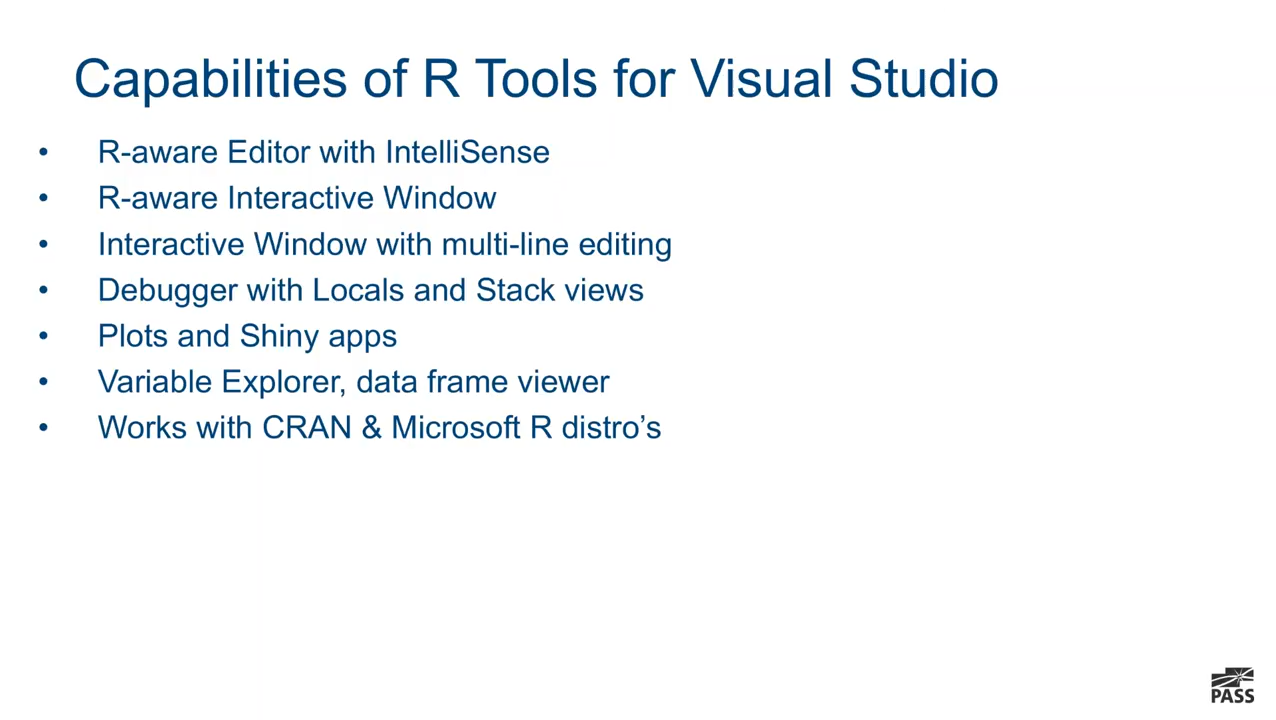 Capabilities of R Tools for Visual Studio
• R-aware Editor with IntelliSense
• R-aware Interactive Window
• Interactive Window with multi-line editing
• Debugger with Locals and Stack views
• Plots and Shiny apps
• Variable Explorer, data frame viewer
• Works with CRAN & Microsoft R distro’s
PASS